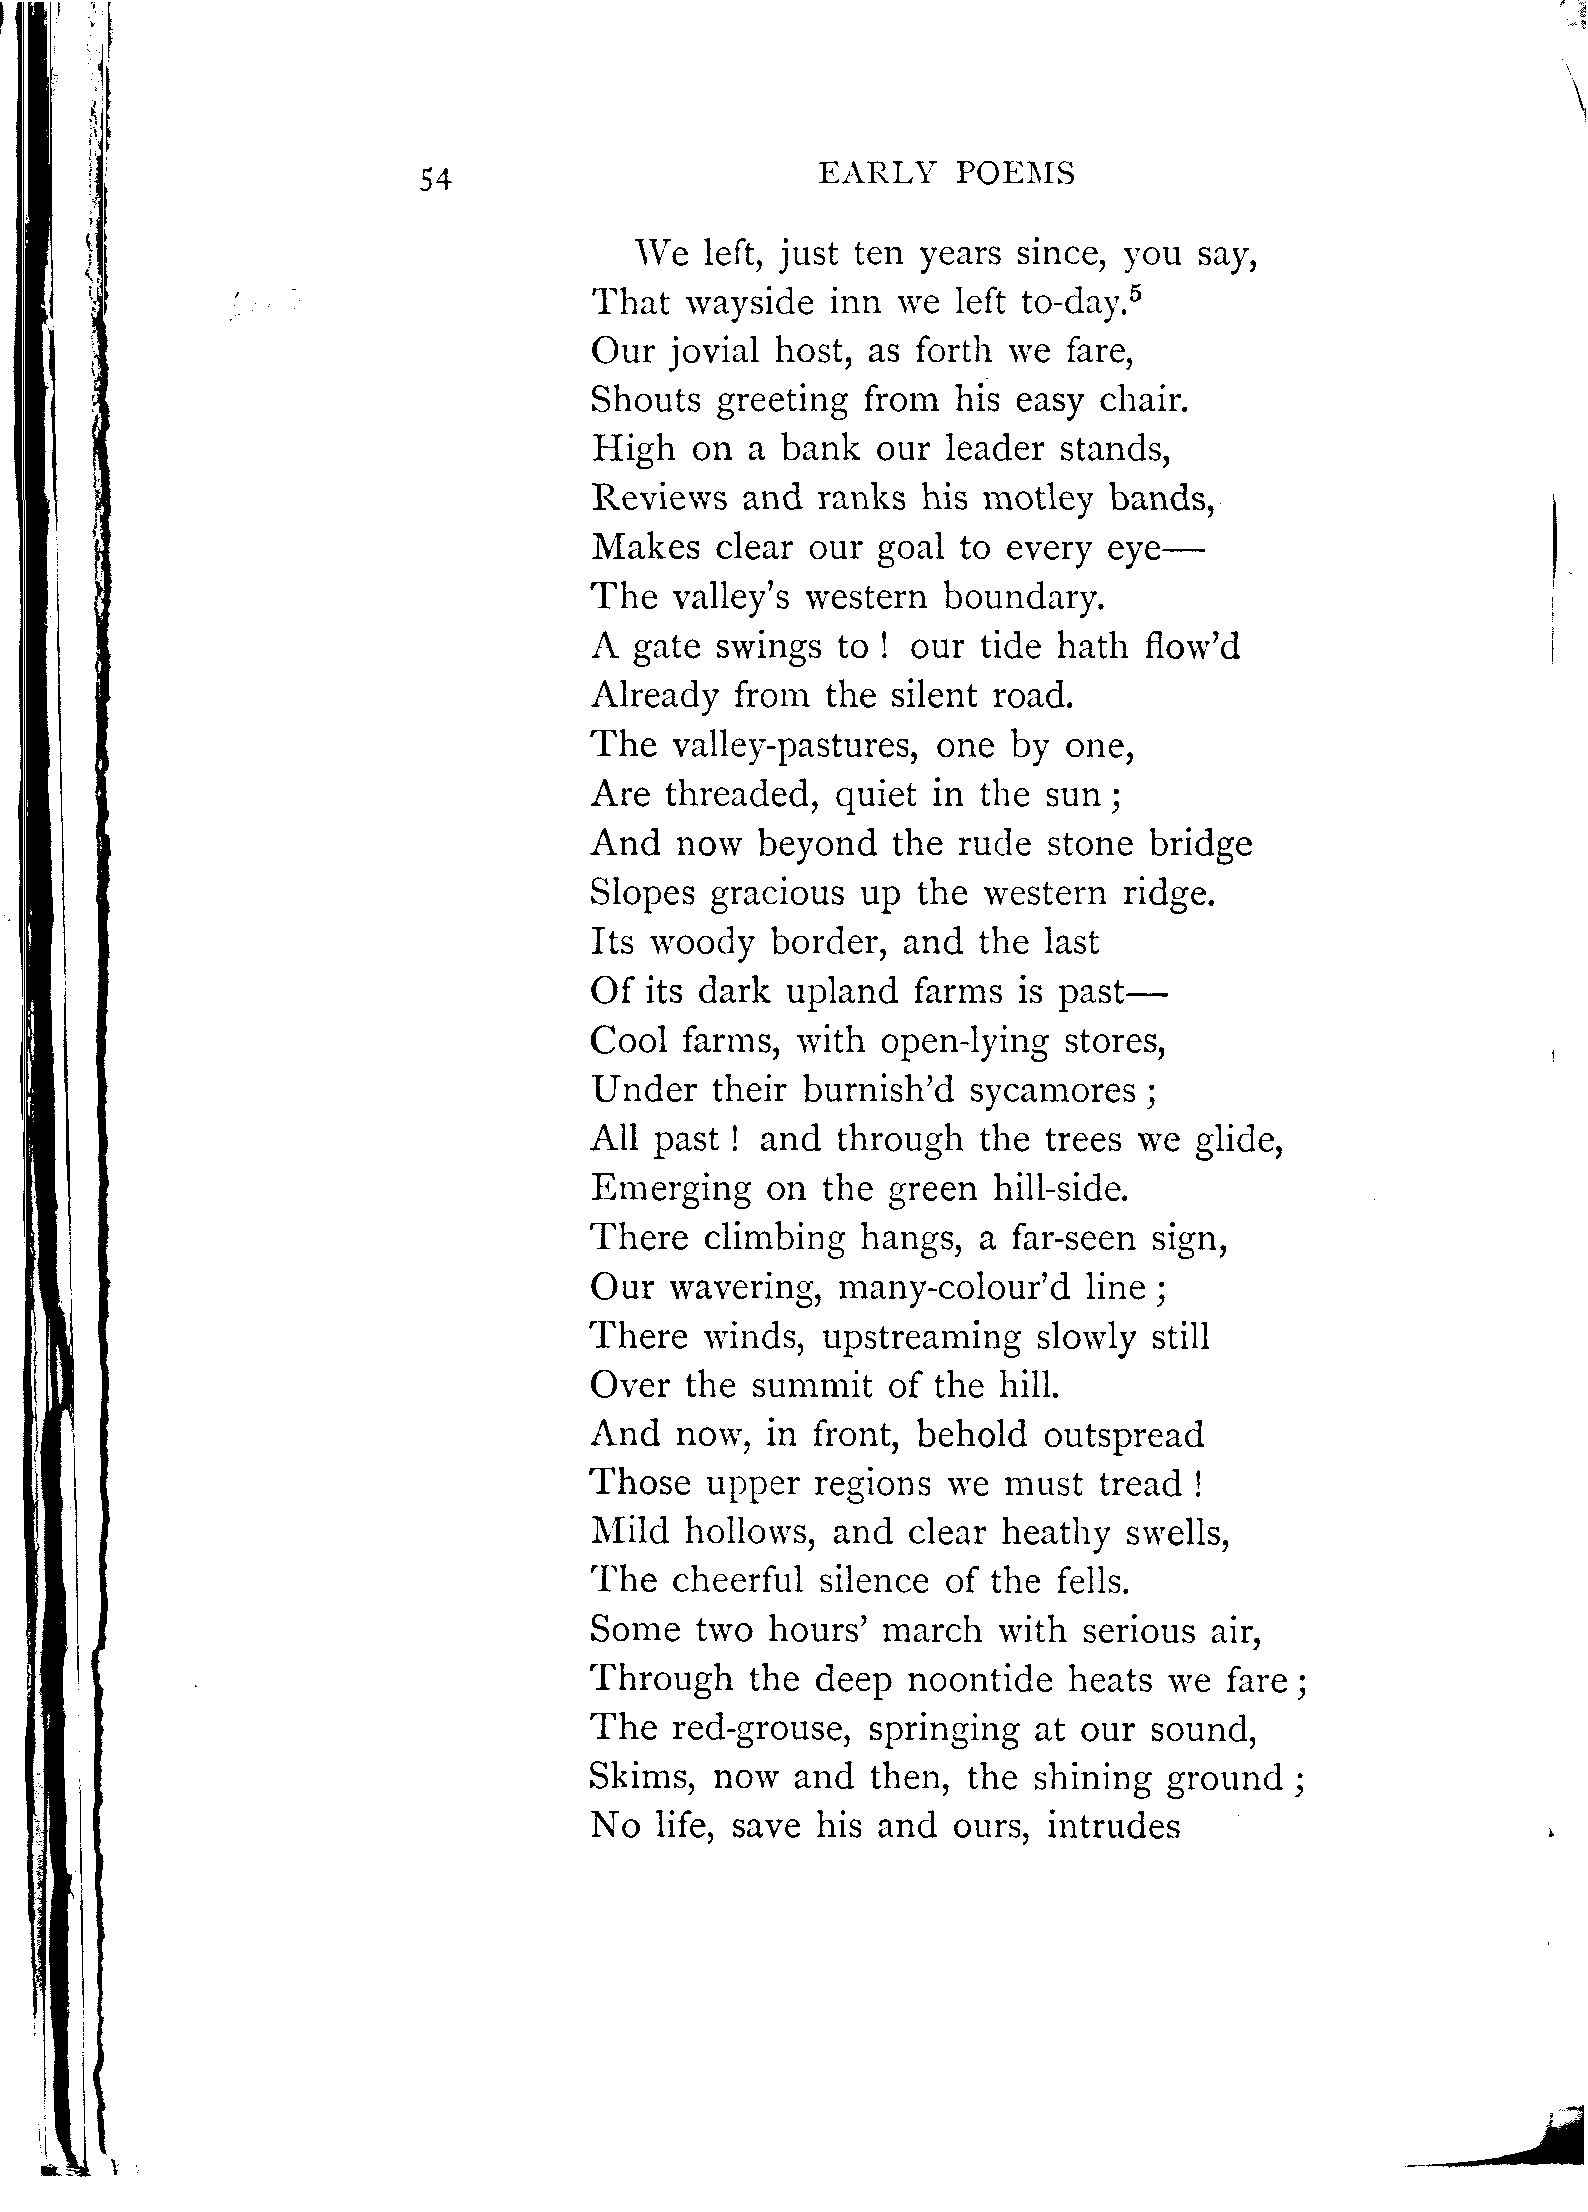 54 EARLY POEMS
We left, just ten years since, you say,
That wayside inn we left to-day.⁵
Our jovial host, as forth we fare,
Shouts greeting from his easy chair.
High on a bank our leader stands,
Reviews and ranks his motley bands,
Makes clear our goal to every eye—
The valley's western boundary.
A gate swings to ! our tide hath flow'd
Already from the silent road.
The valley-pastures, one by one,
Are threaded, quiet in the sun ;
And now beyond the rude stone bridge
Slopes gracious up the western ridge.
Its woody border, and the last
Of its dark upland farms is past—
Cool farms, with open-lying stores,
Under their burnish'd sycamores ;
All past ! and through the trees we glide,
Emerging on the green hill-side.
There climbing hangs, a far-seen sign,
Our wavering, many-colour'd line ;
There winds, upstreaming slowly still
Over the summit of the hill.
And now, in front, behold outspread
Those upper regions we must tread !
Mild hollows, and clear heathy swells,
The cheerful silence of the fells.
Some two hours' march with serious air,
Through the deep noontide heats we fare ;
The red-grouse, springing at our sound,
Skims, now and then, the shining ground ;
No life, save his and ours, intrudes